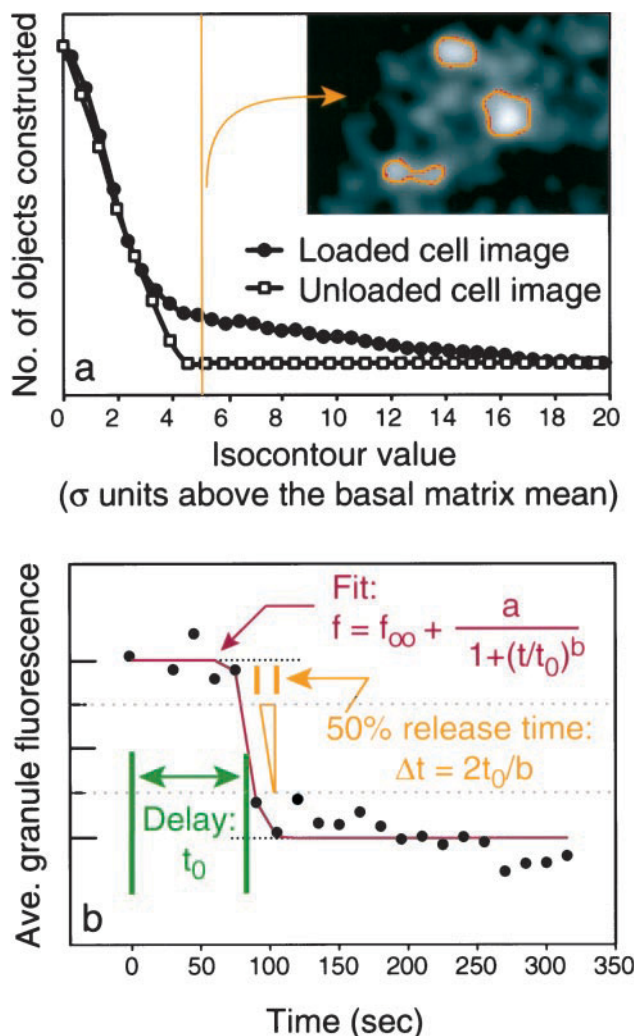 No. of objects constructed
Loaded cell image
Unloaded cell image
a
0 2 4 6 8 10 12 14 16 18 20
Isocontour value
(σ units above the basal matrix mean)
Ave. granule fluorescence
Fit:
f = f∞ + a / 1+(t/t0)^b
50% release time:
Δt = 2t0/b
Delay:
t0
b
0 50 100 150 200 250 300 350
Time (sec)